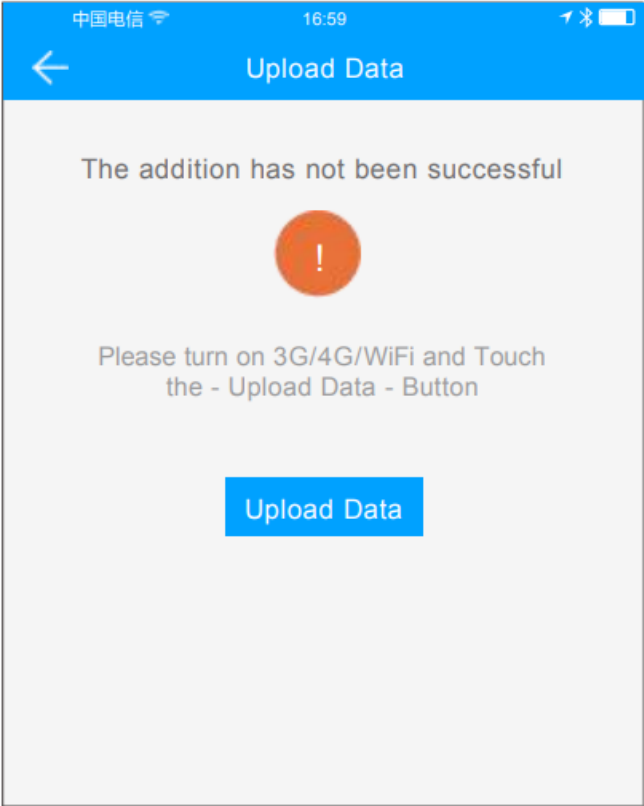 中国电信 16:59
Upload Data
The addition has not been successful
!
Please turn on 3G/4G/WiFi and Touch
the - Upload Data - Button
Upload Data